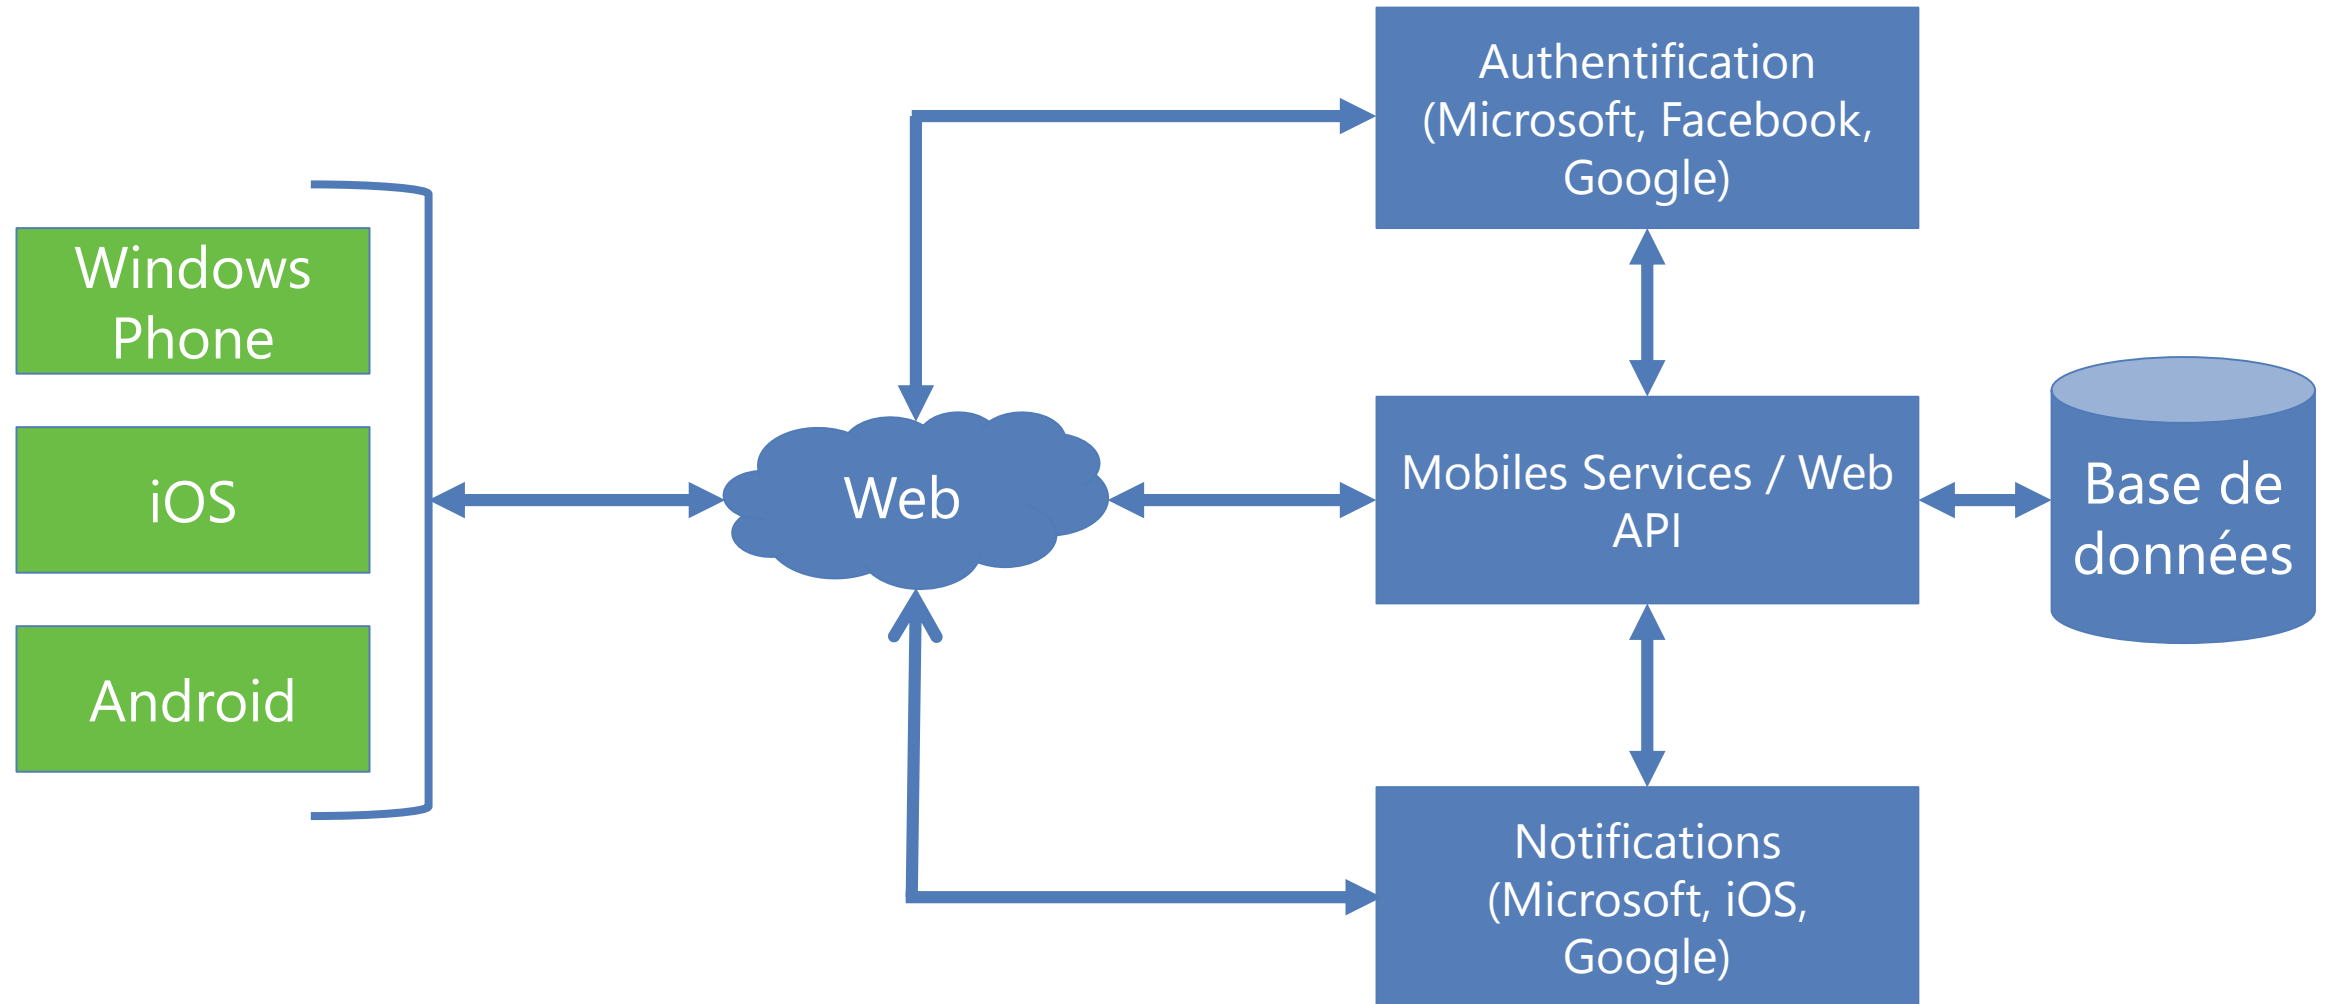 Authentification
(Microsoft, Facebook,
Google)
Windows
Phone
iOS
Android
Web
Mobiles Services / Web
API
Base de
données
Notifications
(Microsoft, iOS,
Google)